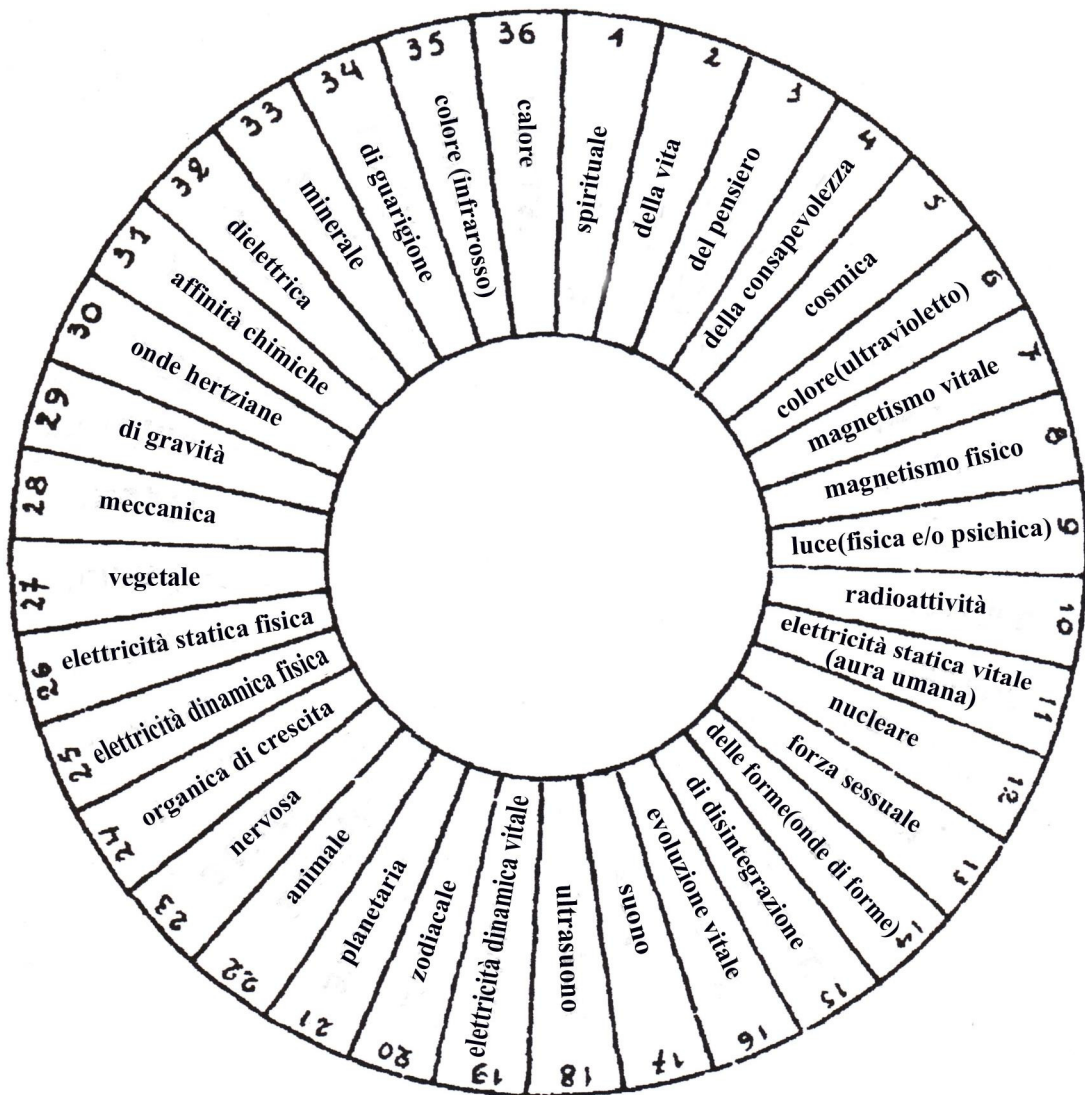 1
spirituale
2
della vita
3
del pensiero
4
della consapevolezza
5
cosmica
6
colore(ultravioletto)
7
magnetismo vitale
8
magnetismo fisico
9
luce(fisica e/o psichica)
10
radioattività
11
elettricità statica vitale
(aura umana)
12
nucleare
13
forza sessuale
14
delle forme(onde di forme)
15
di disintegrazione
16
evoluzione vitale
17
suono
18
ultrasuono
19
elettricità dinamica vitale
20
zodiacale
21
planetaria
22
animale
23
nervosa
24
organica di crescita
25
elettricità dinamica fisica
26
elettricità statica fisica
27
vegetale
28
meccanica
29
di gravità
30
onde hertziane
31
affinità chimiche
32
dielettrica
33
minerale
34
di guarigione
35
colore (infrarosso)
36
calore